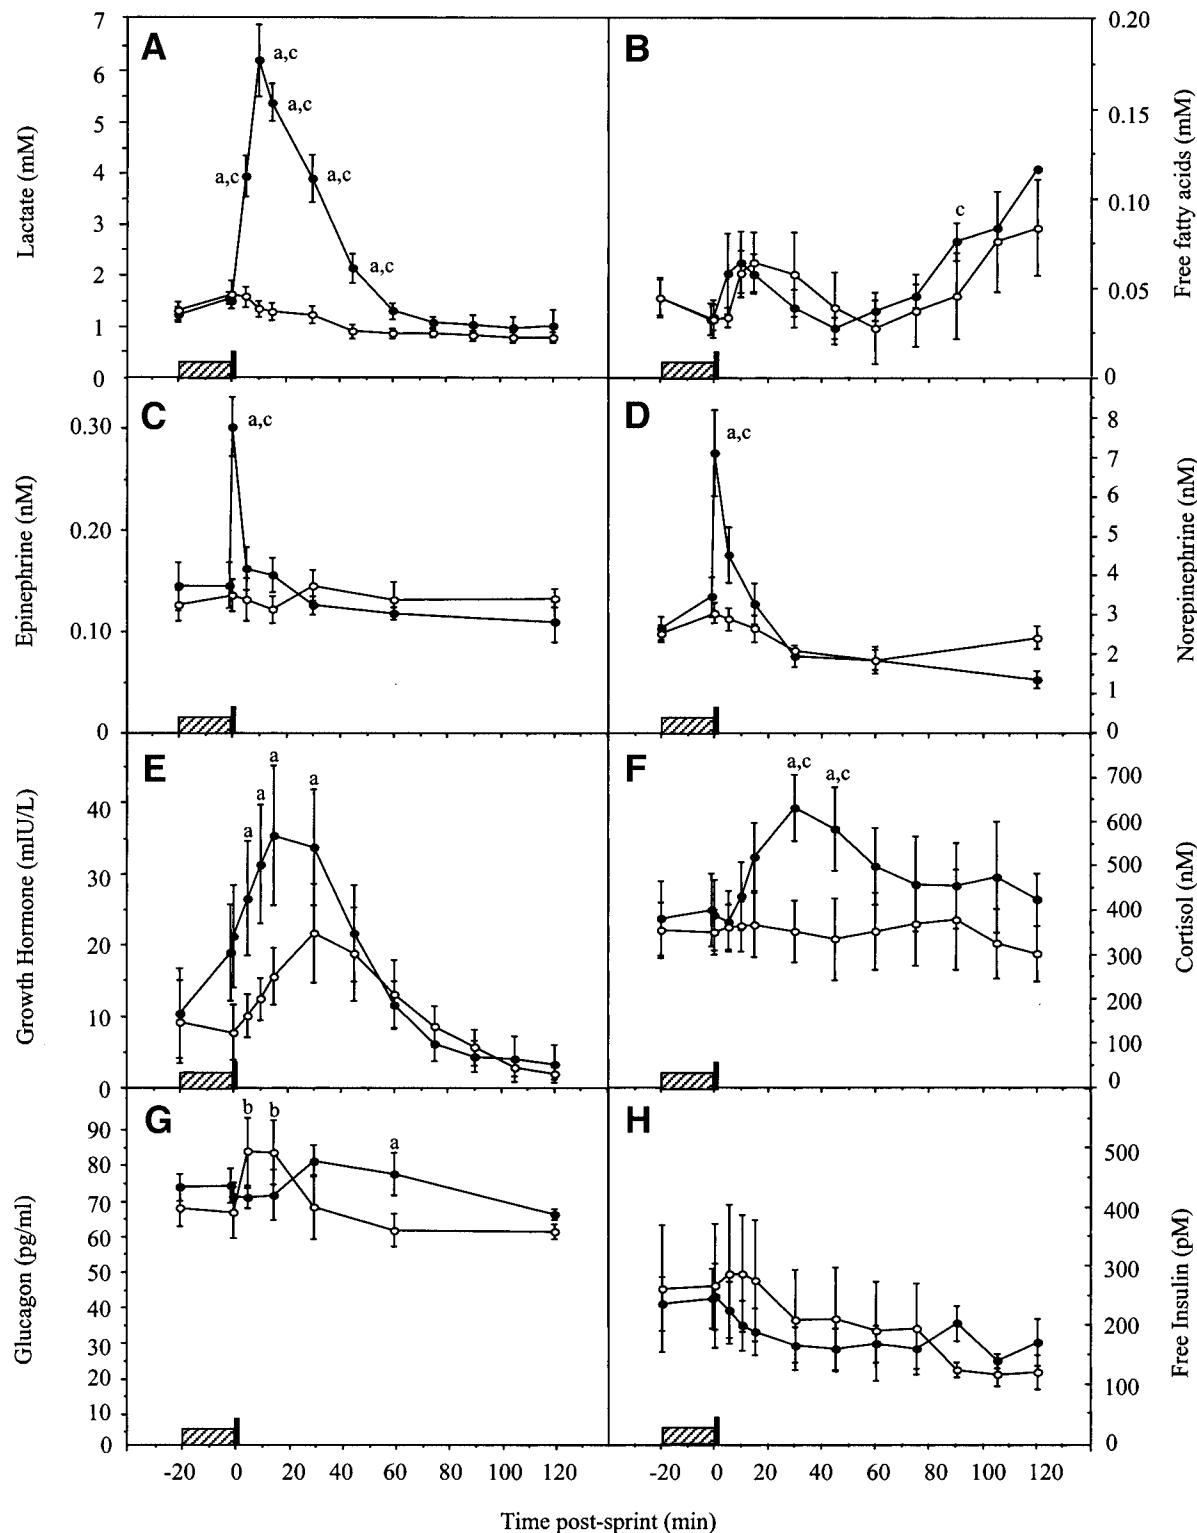 A
Lactate (mM)
7
6
5
4
3
2
1
0
a,c
a,c
a,c
a,c
a,c
B
Free fatty acids (mM)
0.20
0.15
0.10
0.05
0
c
C
Epinephrine (nM)
0.30
0.20
0.10
0
a,c
D
Norepinephrine (nM)
8
7
6
5
4
3
2
1
0
a,c
E
Growth Hormone (mIU/L)
40
30
20
10
0
a
a
a
a
F
Cortisol (nM)
700
600
500
400
300
200
100
0
a,c
a,c
G
Glucagon (pg/ml)
90
80
70
60
50
40
30
20
10
0
b
b
a
H
Free Insulin (pM)
500
400
300
200
100
0
-20 0 20 40 60 80 100 120
-20 0 20 40 60 80 100 120
Time post-sprint (min)